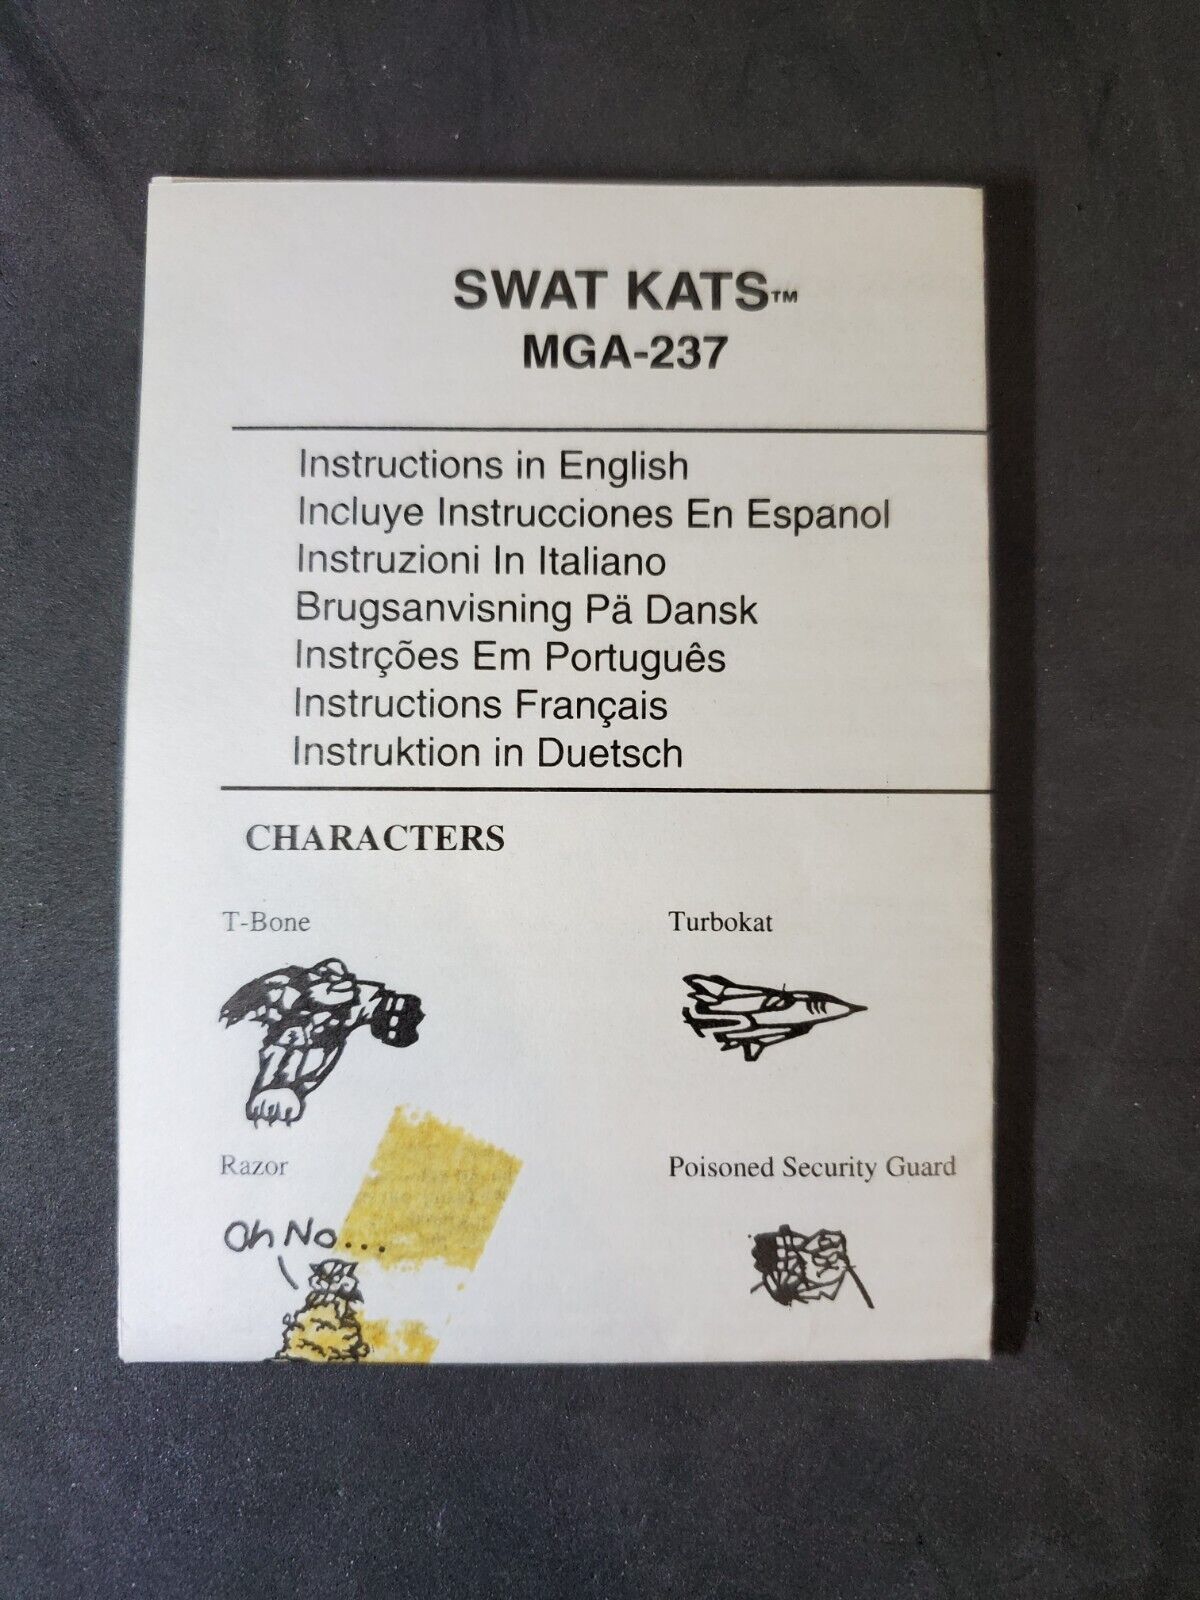 SWAT KATS™
MGA-237
Instructions in English
Incluye Instrucciones En Espanol
Instruzioni In Italiano
Brugsanvisning Pä Dansk
Instrções Em Português
Instructions Français
Instruktion in Duetsch
CHARACTERS
T-Bone
Turbokat
Razor
Poisoned Security Guard
Oh No...